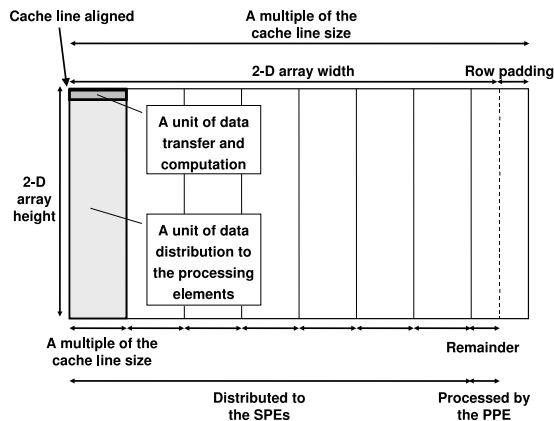 Cache line aligned
A multiple of the
cache line size
2-D array width
Row padding
A unit of data
transfer and
computation
2-D
array
height
A unit of data
distribution to
the processing
elements
A multiple of the
cache line size
Remainder
Distributed to
the SPEs
Processed by
the PPE